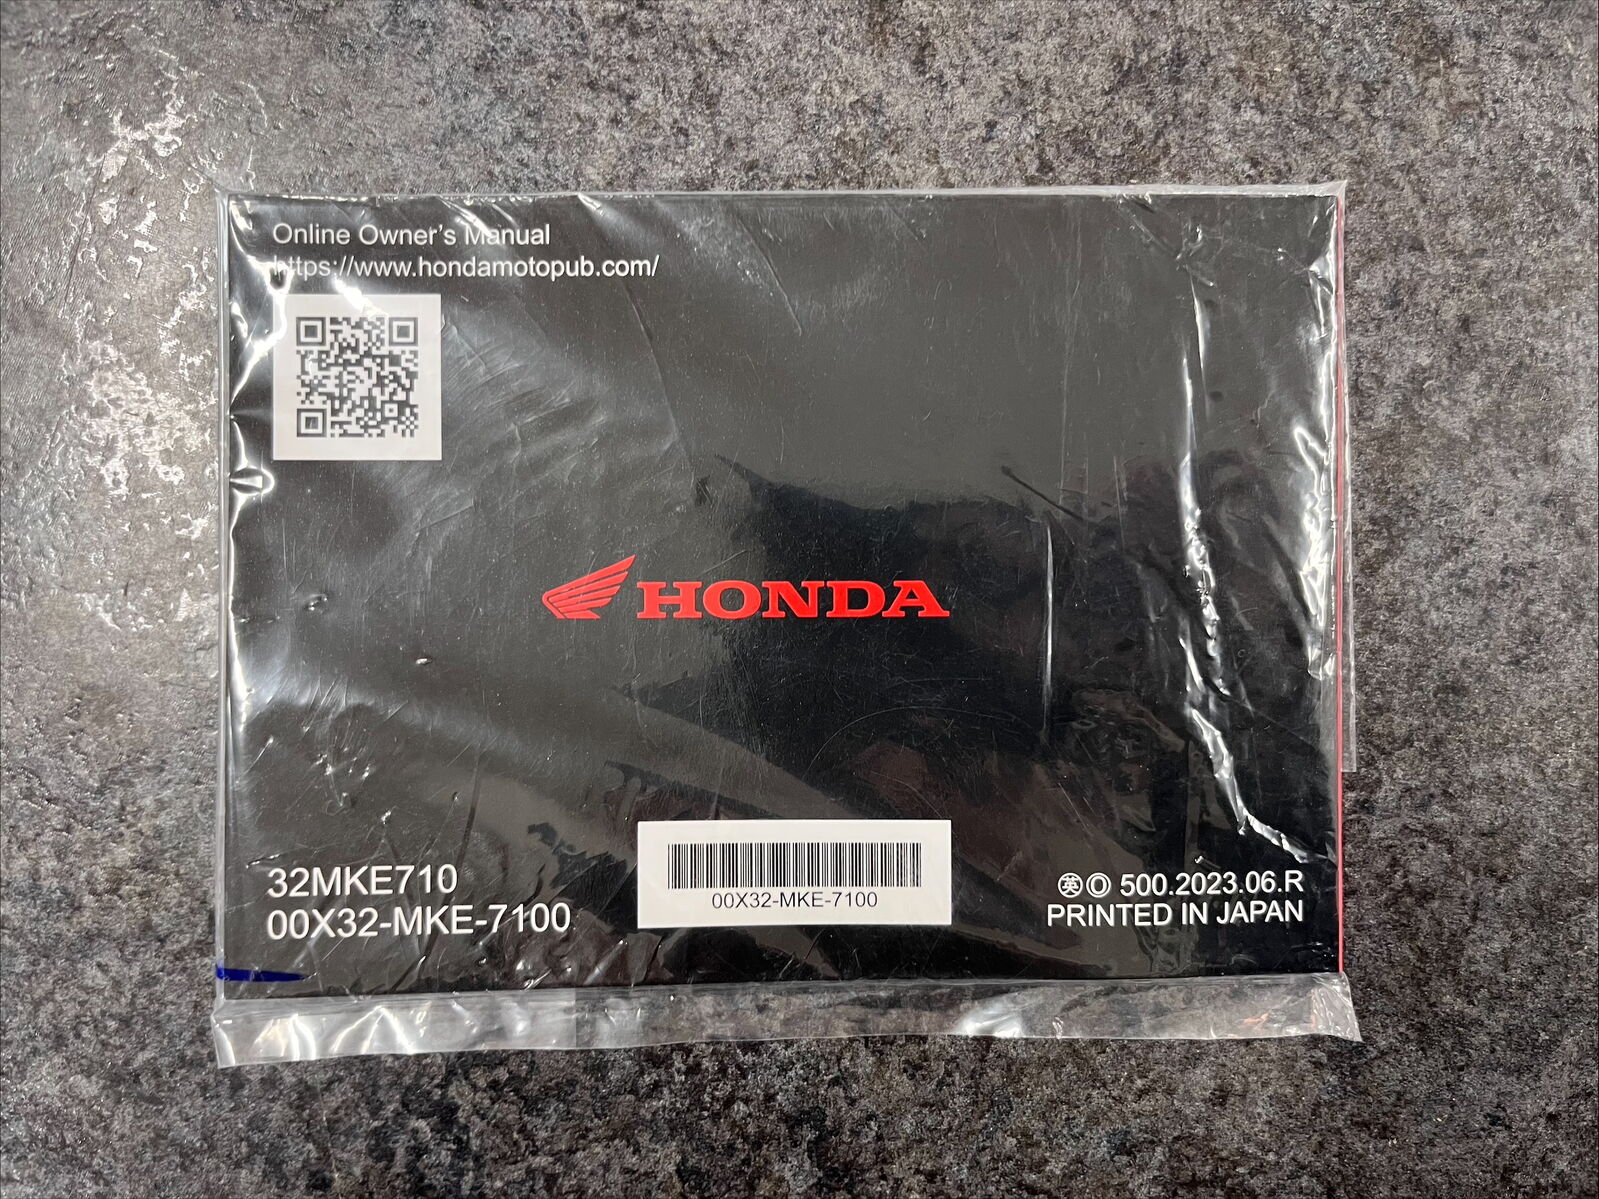 Online Owner's Manual
https://www.hondamotopub.com/
HONDA
32MKE710
00X32-MKE-7100
00X32-MKE-7100
英 O 500.2023.06.R
PRINTED IN JAPAN